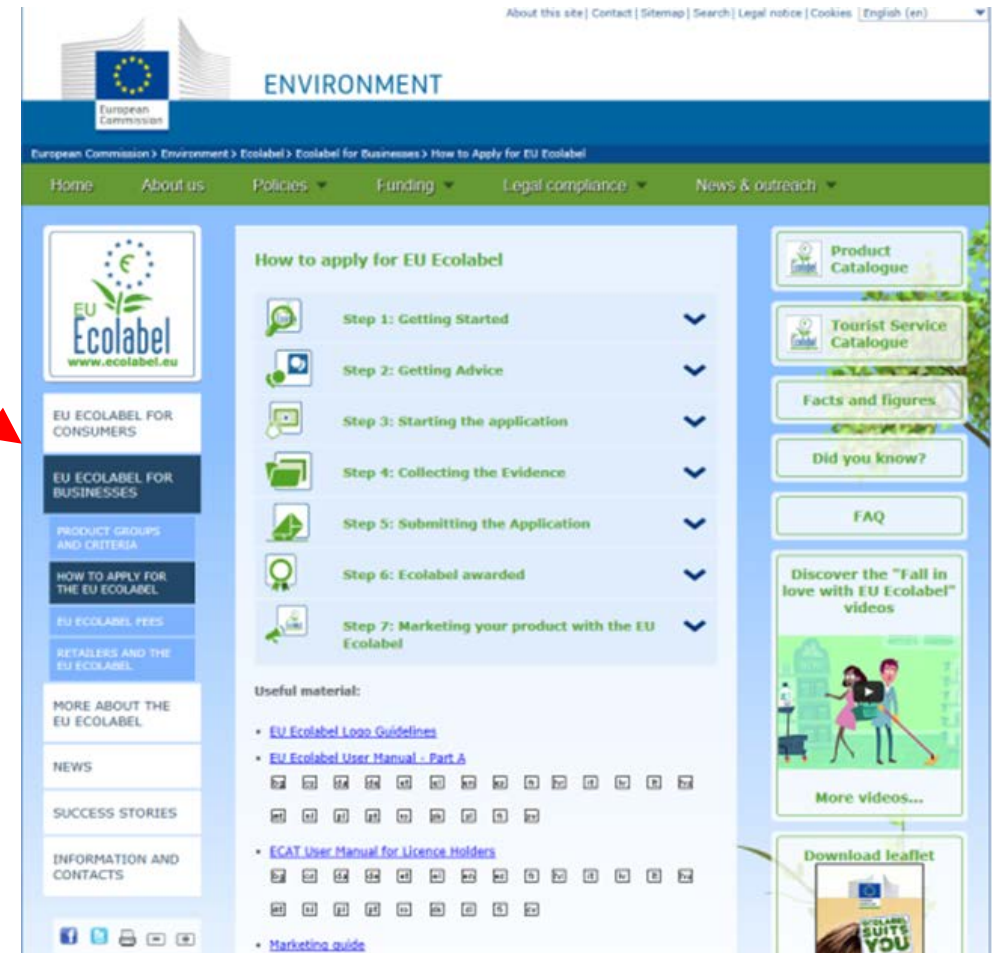 About this site | Contact | Sitemap | Search | Legal notice | Cookies English (en)
European
Commission
ENVIRONMENT
European Commission > Environment > Ecolabel > Ecolabel for Businesses > How to Apply for EU Ecolabel
Home About us Policies Funding Legal compliance News & outreach
EU
Ecolabel
www.ecolabel.eu
EU ECOLABEL FOR
CONSUMERS
EU ECOLABEL FOR
BUSINESSES
PRODUCT GROUPS
AND CRITERIA
HOW TO APPLY FOR
THE EU ECOLABEL
EU ECOLABEL FEES
RETAILERS AND THE
EU ECOLABEL
MORE ABOUT THE
EU ECOLABEL
NEWS
SUCCESS STORIES
INFORMATION AND
CONTACTS
How to apply for EU Ecolabel
Step 1: Getting Started
Step 2: Getting Advice
Step 3: Starting the application
Step 4: Collecting the Evidence
Step 5: Submitting the Application
Step 6: Ecolabel awarded
Step 7: Marketing your product with the EU
Ecolabel
Useful material:
EU Ecolabel Logo Guidelines
EU Ecolabel User Manual - Part A
ECAT User Manual for Licence Holders
Marketing guide
Product
Catalogue
Tourist Service
Catalogue
Facts and figures
Did you know?
FAQ
Discover the "Fall in
love with EU Ecolabel"
videos
More videos...
Download leaflet
ECOLABEL
SUITS
YOU